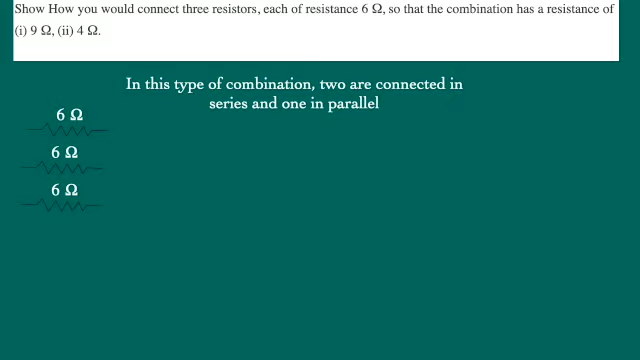 Show How you would connect three resistors, each of resistance 6 Ω, so that the combination has a resistance of
(i) 9 Ω, (ii) 4 Ω.
In this type of combination, two are connected in
series and one in parallel
6 Ω
6 Ω
6 Ω